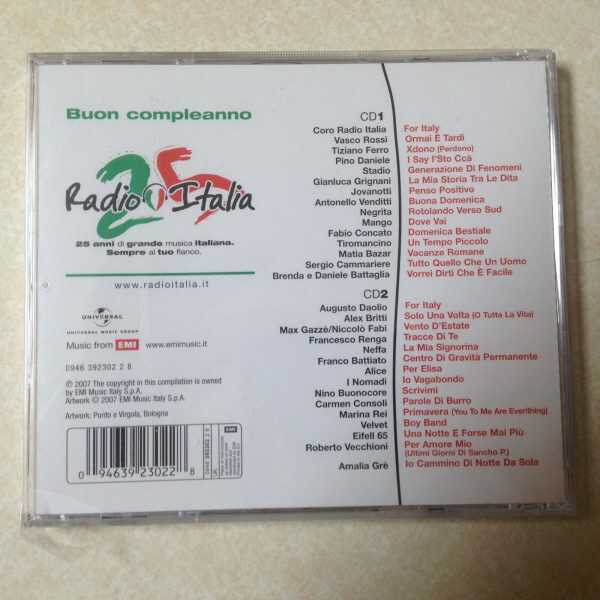 Buon compleanno
25
Radio Italia
25 anni di grande musica italiana.
Sempre al tuo fianco.
www.radioitalia.it
UNIVERSAL
UNIVERSAL MUSIC GROUP
Music from EMI www.emimusic.it
0946 392302 2 8
℗ 2007 The copyright in this compilation is owned
by EMI Music Italy S.p.A.
Artwork © 2007 EMI Music Italy S.p.A.
Artwork: Punto e Virgola, Bologna
0 94639 23022 8
0946 392302 2 8
EMI
CD1
Coro Radio Italia For Italy
Vasco Rossi Ormai È Tardi
Tiziano Ferro Xdono (Perdono)
Pino Daniele I Say I'Sto Ccà
Stadio Generazione Di Fenomeni
Gianluca Grignani La Mia Storia Tra Le Dita
Jovanotti Penso Positivo
Antonello Venditti Buona Domenica
Negrita Rotolando Verso Sud
Mango Dove Vai
Fabio Concato Domenica Bestiale
Tiromancino Un Tempo Piccolo
Matia Bazar Vacanze Romane
Sergio Cammariere Tutto Quello Che Un Uomo
Brenda e Daniele Battaglia Vorrei Dirti Che È Facile
CD2
Augusto Daolio For Italy
Alex Britti Solo Una Volta (O Tutta La Vita)
Max Gazzè/Niccolò Fabi Vento D'Estate
Francesco Renga Tracce Di Te
Neffa La Mia Signorina
Franco Battiato Centro Di Gravità Permanente
Alice Per Elisa
I Nomadi Io Vagabondo
Nino Buonocore Scrivimi
Carmen Consoli Parole Di Burro
Marina Rei Primavera (You To Me Are Everthing)
Velvet Boy Band
Eifell 65 Una Notte E Forse Mai Più
Roberto Vecchioni Per Amore Mio
(Ultimi Giorni Di Sancho P.)
Amalia Grè Io Cammino Di Notte Da Sola